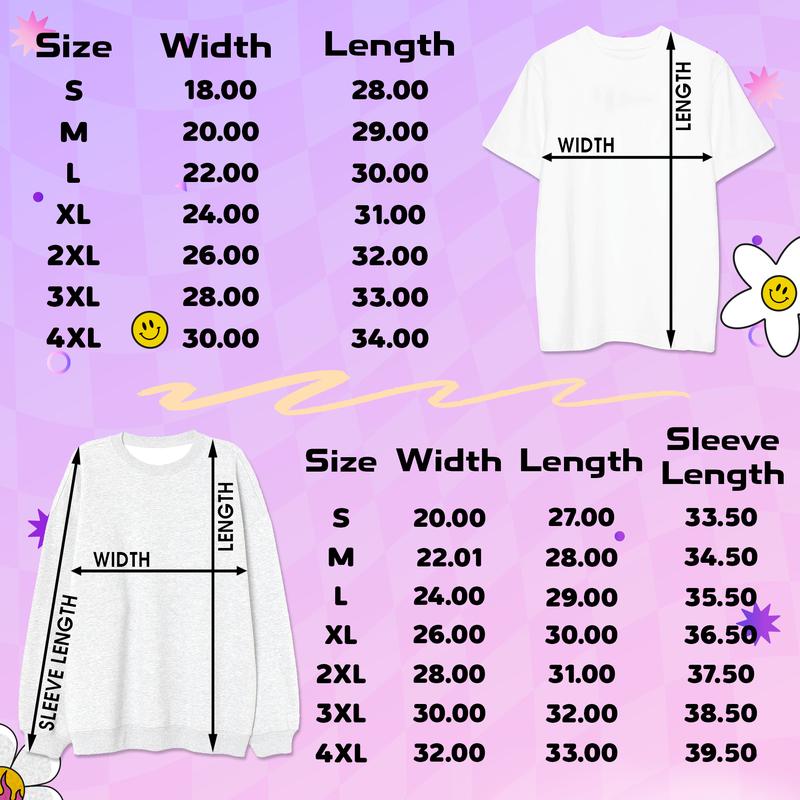 Size Width Length
S 18.00 28.00
M 20.00 29.00
L 22.00 30.00
XL 24.00 31.00
2XL 26.00 32.00
3XL 28.00 33.00
4XL 30.00 34.00
WIDTH
LENGTH
Size Width Length Sleeve Length
S 20.00 27.00 33.50
M 22.01 28.00 34.50
L 24.00 29.00 35.50
XL 26.00 30.00 36.50
2XL 28.00 31.00 37.50
3XL 30.00 32.00 38.50
4XL 32.00 33.00 39.50
WIDTH
LENGTH
SLEEVE LENGTH